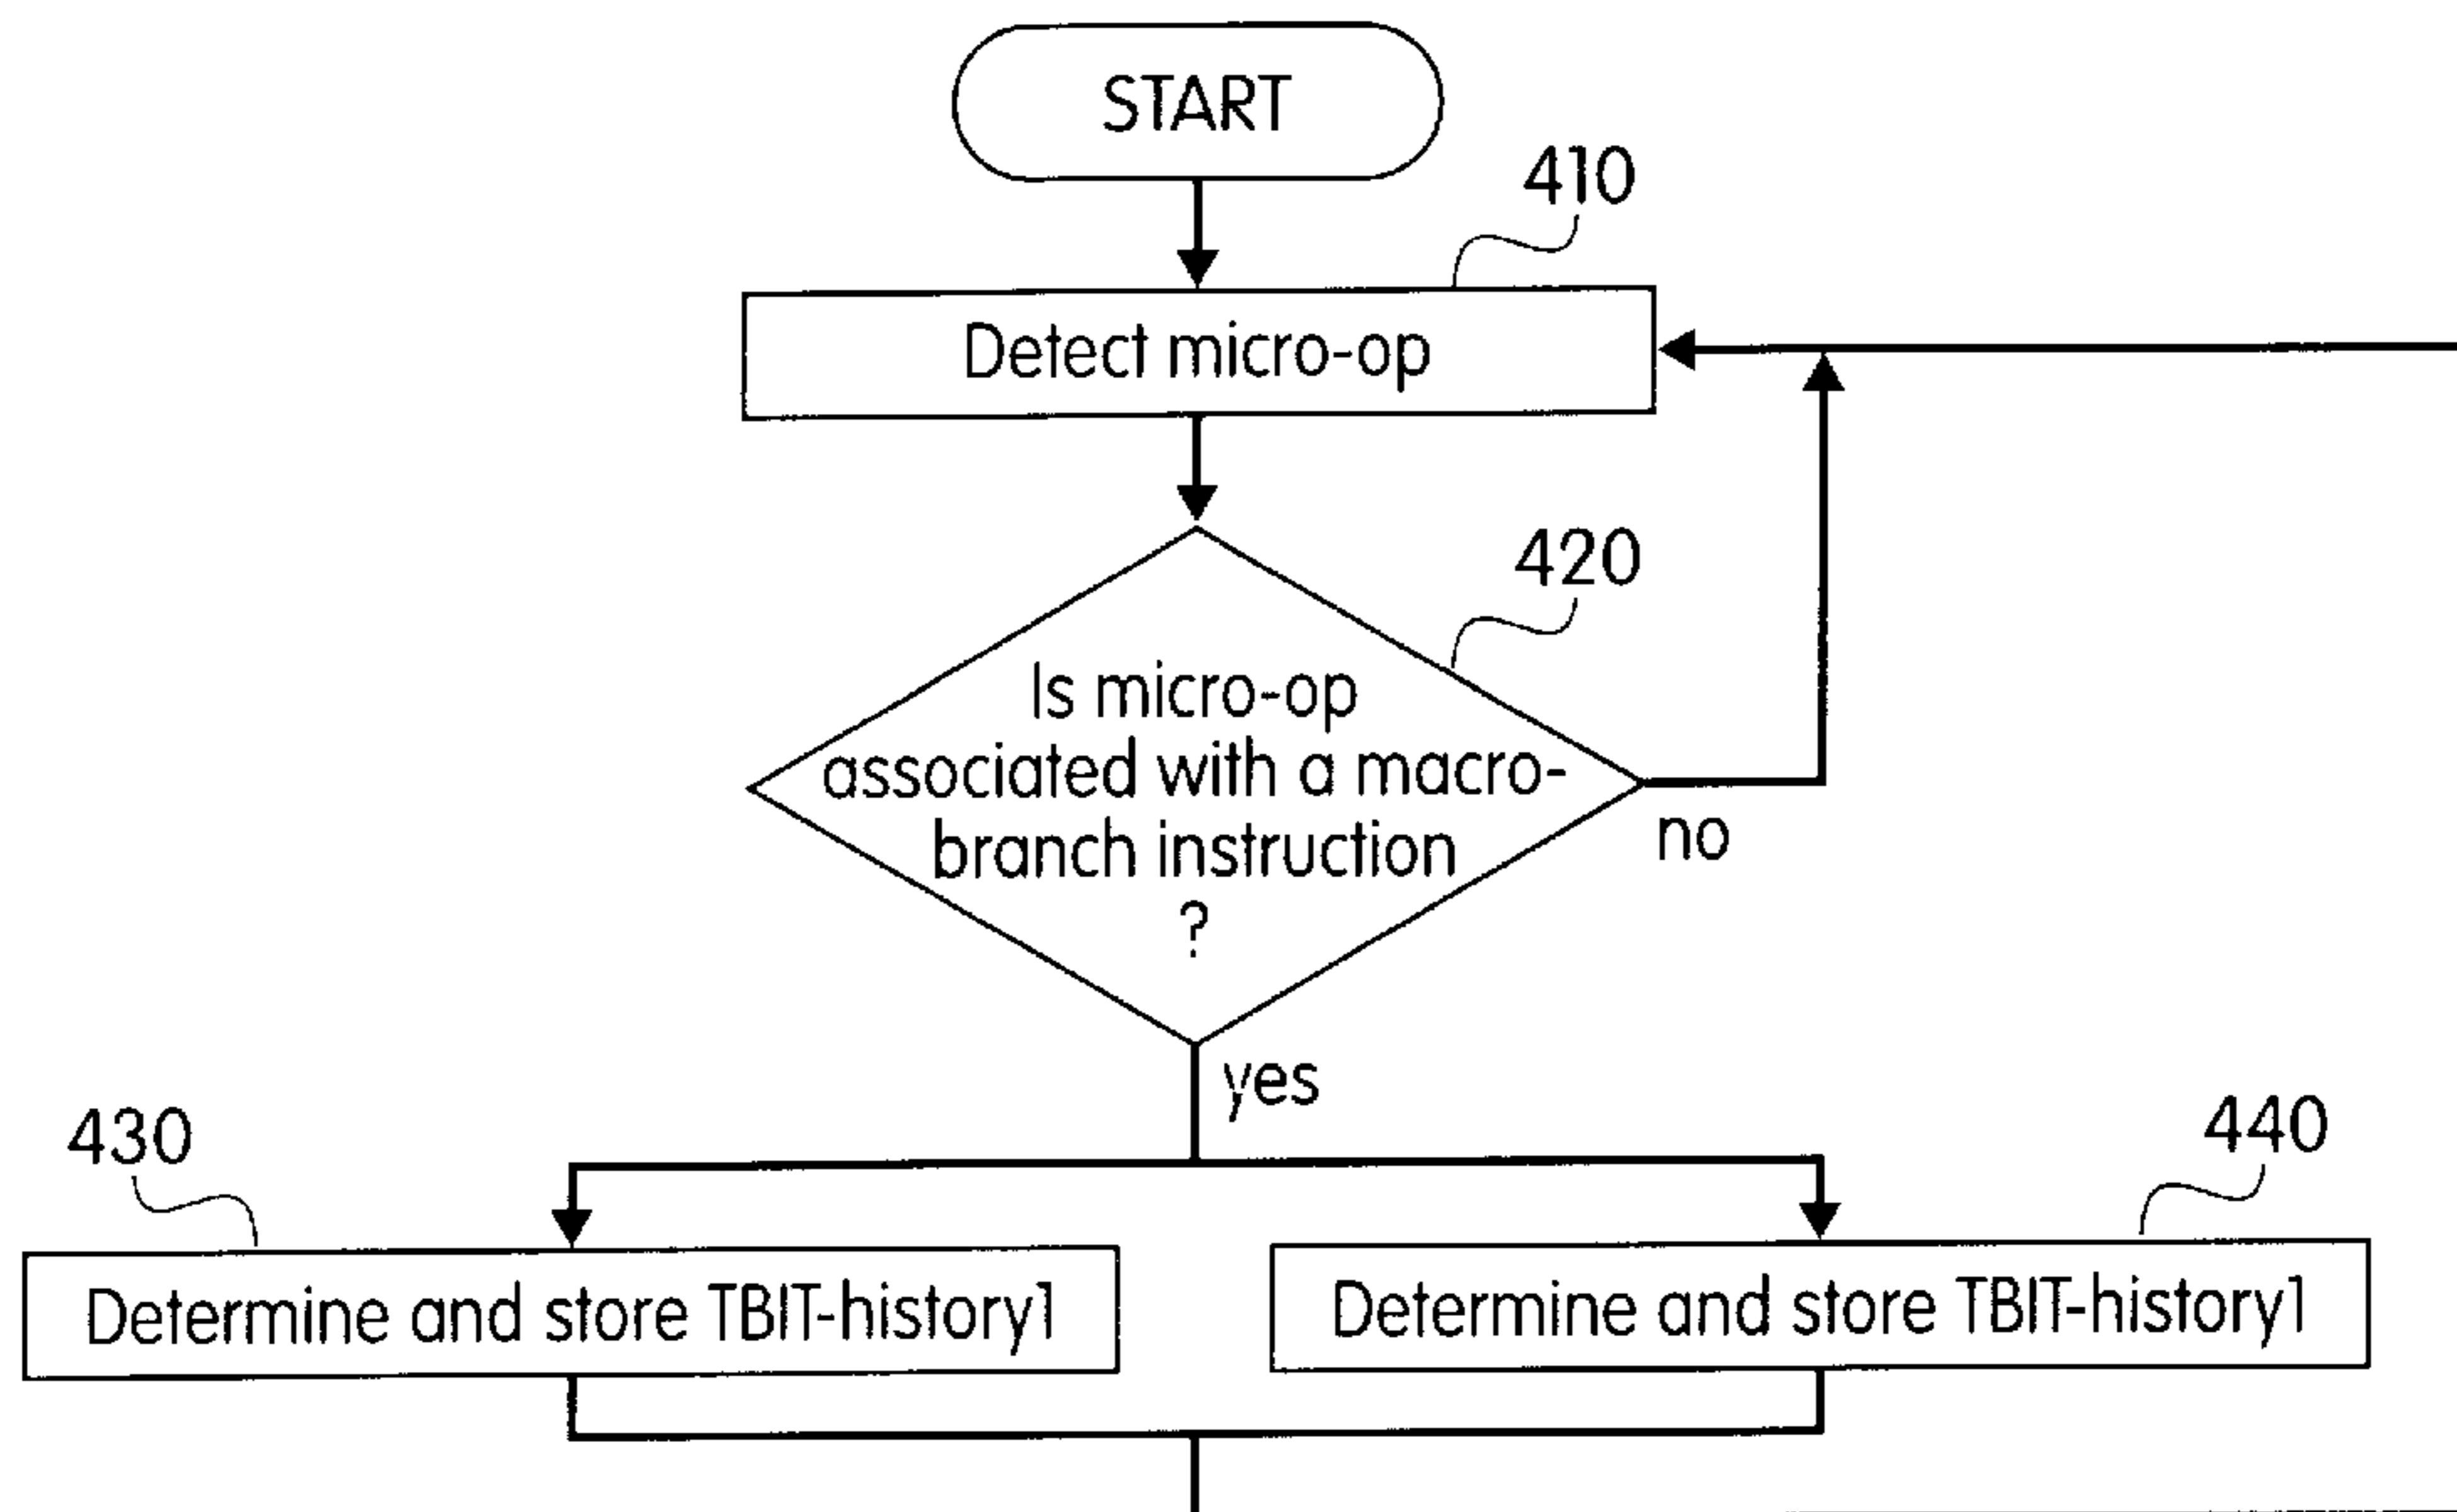 START
410
Detect micro-op
420
Is micro-op
associated with a macro-
branch instruction
?
no
yes
430
440
Determine and store TBIT-history1
Determine and store TBIT-history1